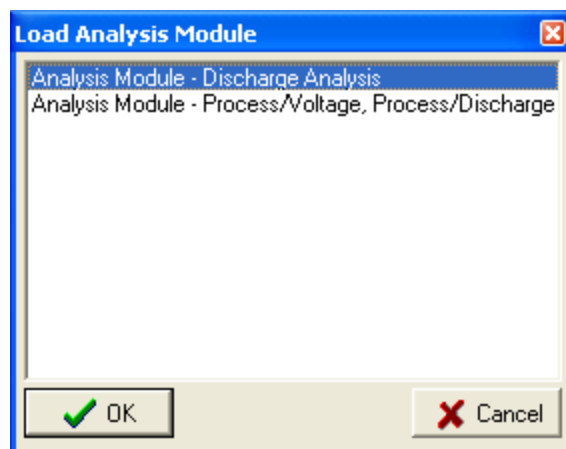 Load Analysis Module
Analysis Module - Discharge Analysis
Analysis Module - Process/Voltage, Process/Discharge
OK
Cancel